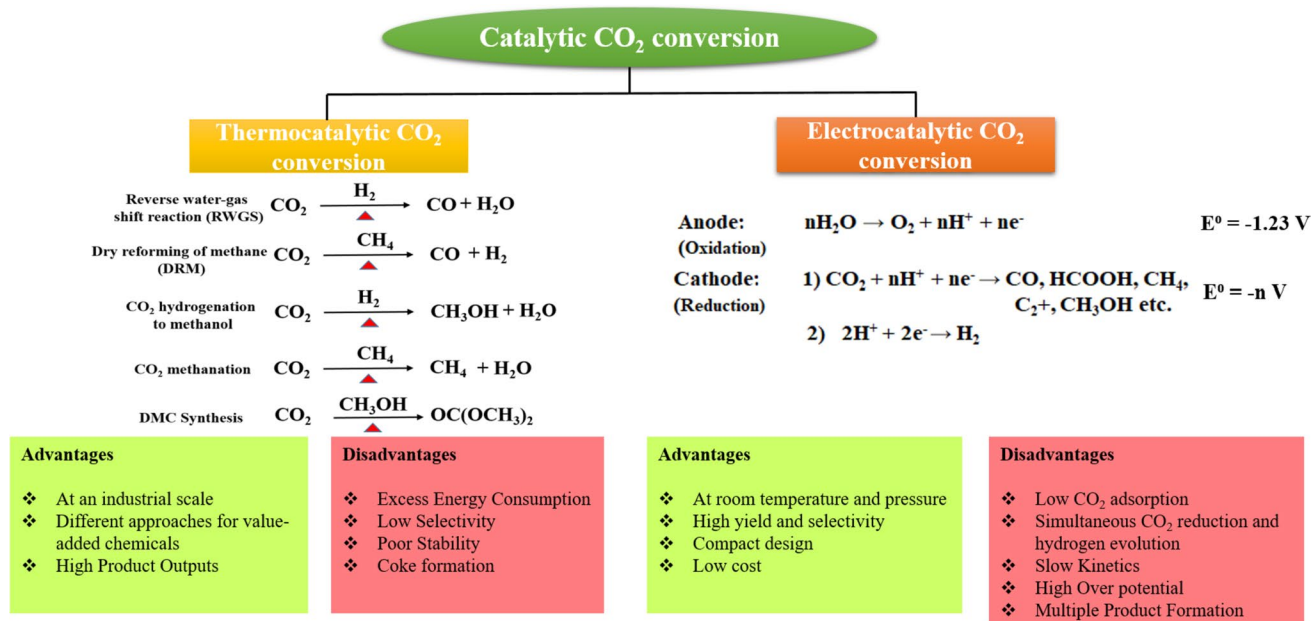 Catalytic CO₂ conversion
Thermocatalytic CO₂
conversion
Reverse water-gas
shift reaction (RWGS)
CO₂ H₂ → CO + H₂O
Dry reforming of methane
(DRM)
CO₂ CH₄ → CO + H₂
CO₂ hydrogenation
to methanol
CO₂ H₂ → CH₃OH + H₂O
CO₂ methanation
CO₂ CH₄ → CH₄ + H₂O
DMC Synthesis
CO₂ CH₃OH → OC(OCH₃)₂
Advantages
❖ At an industrial scale
❖ Different approaches for value-
added chemicals
❖ High Product Outputs
Disadvantages
❖ Excess Energy Consumption
❖ Low Selectivity
❖ Poor Stability
❖ Coke formation
Electrocatalytic CO₂
conversion
Anode: nH₂O → O₂ + nH⁺ + ne⁻ E⁰ = -1.23 V
(Oxidation)
Cathode: 1) CO₂ + nH⁺ + ne⁻ → CO, HCOOH, CH₄,
(Reduction) C₂+, CH₃OH etc. E⁰ = -n V
2) 2H⁺ + 2e⁻ → H₂
Advantages
❖ At room temperature and pressure
❖ High yield and selectivity
❖ Compact design
❖ Low cost
Disadvantages
❖ Low CO₂ adsorption
❖ Simultaneous CO₂ reduction and
hydrogen evolution
❖ Slow Kinetics
❖ High Over potential
❖ Multiple Product Formation